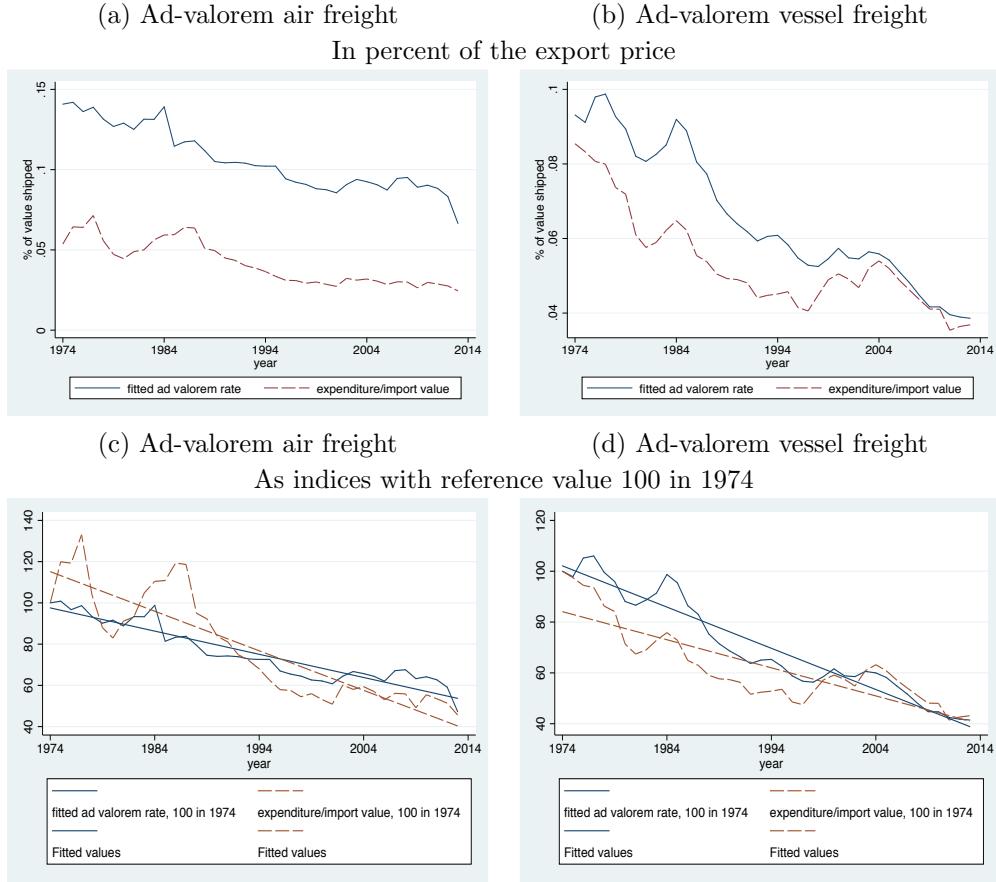 (a) Ad-valorem air freight
(b) Ad-valorem vessel freight
In percent of the export price
% of value shipped
.15
.1
.05
0
1974 1984 1994 2004 2014
year
fitted ad valorem rate expenditure/import value
% of value shipped
.1
.08
.06
.04
1974 1984 1994 2004 2014
year
fitted ad valorem rate expenditure/import value
(c) Ad-valorem air freight
(d) Ad-valorem vessel freight
As indices with reference value 100 in 1974
140
120
100
80
60
40
1974 1984 1994 2004 2014
year
fitted ad valorem rate, 100 in 1974 expenditure/import value, 100 in 1974
Fitted values Fitted values
120
100
80
60
40
1974 1984 1994 2004 2014
year
fitted ad valorem rate, 100 in 1974 expenditure/import value, 100 in 1974
Fitted values Fitted values